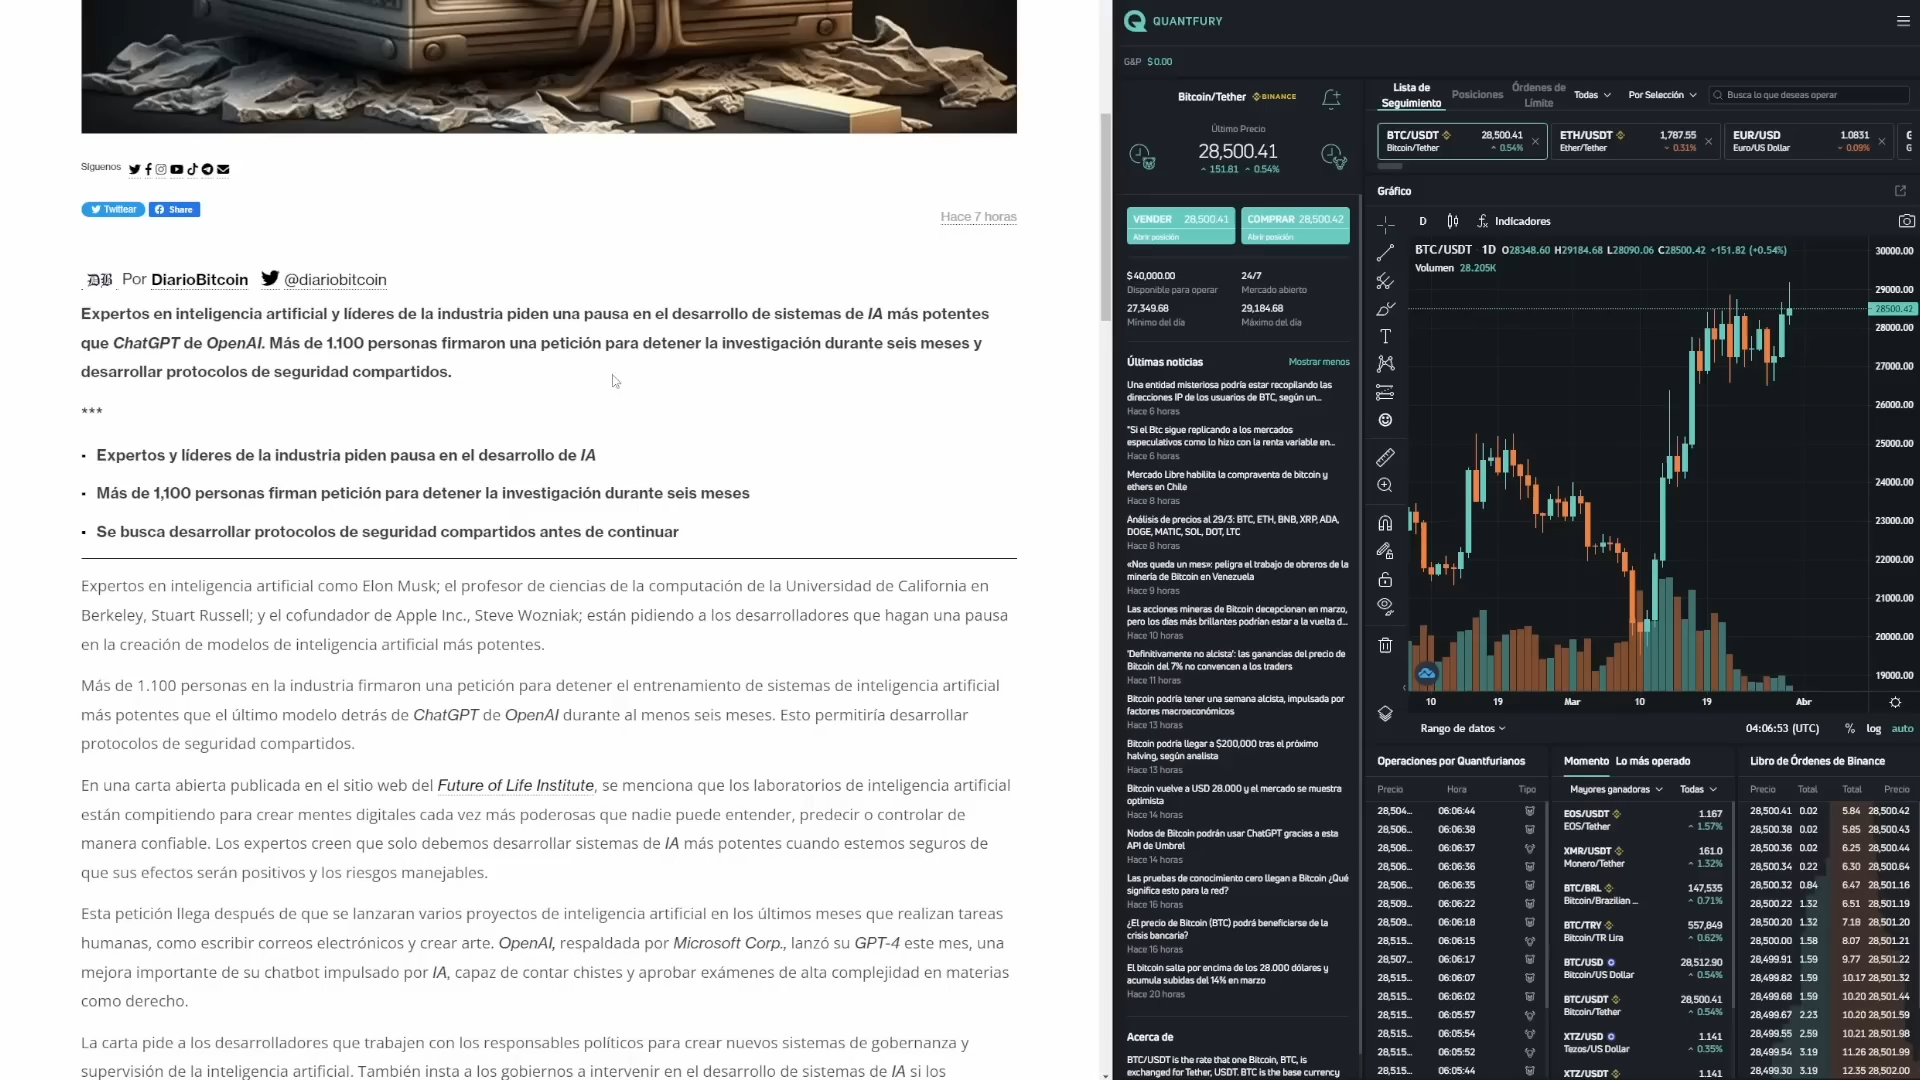 Síguenos
Twittear Share
Hace 7 horas
DB Por DiarioBitcoin @diariobitcoin
Expertos en inteligencia artificial y líderes de la industria piden una pausa en el desarrollo de sistemas de IA más potentes
que ChatGPT de OpenAI. Más de 1.100 personas firmaron una petición para detener la investigación durante seis meses y
desarrollar protocolos de seguridad compartidos.
***
▪ Expertos y líderes de la industria piden pausa en el desarrollo de IA
▪ Más de 1,100 personas firman petición para detener la investigación durante seis meses
▪ Se busca desarrollar protocolos de seguridad compartidos antes de continuar
Expertos en inteligencia artificial como Elon Musk; el profesor de ciencias de la computación de la Universidad de California en
Berkeley, Stuart Russell; y el cofundador de Apple Inc., Steve Wozniak; están pidiendo a los desarrolladores que hagan una pausa
en la creación de modelos de inteligencia artificial más potentes.
Más de 1.100 personas en la industria firmaron una petición para detener el entrenamiento de sistemas de inteligencia artificial
más potentes que el último modelo detrás de ChatGPT de OpenAI durante al menos seis meses. Esto permitiría desarrollar
protocolos de seguridad compartidos.
En una carta abierta publicada en el sitio web del Future of Life Institute, se menciona que los laboratorios de inteligencia artificial
están compitiendo para crear mentes digitales cada vez más poderosas que nadie puede entender, predecir o controlar de
manera confiable. Los expertos creen que solo debemos desarrollar sistemas de IA más potentes cuando estemos seguros de
que sus efectos serán positivos y los riesgos manejables.
Esta petición llega después de que se lanzaran varios proyectos de inteligencia artificial en los últimos meses que realizan tareas
humanas, como escribir correos electrónicos y crear arte. OpenAI, respaldada por Microsoft Corp., lanzó su GPT-4 este mes, una
mejora importante de su chatbot impulsado por IA, capaz de contar chistes y aprobar exámenes de alta complejidad en materias
como derecho.
La carta pide a los desarrolladores que trabajen con los responsables políticos para crear nuevos sistemas de gobernanza y
supervisión de la inteligencia artificial. También insta a los gobiernos a intervenir en el desarrollo de sistemas de IA si los
QUANTFURY
G&P $0.00
Bitcoin/Tether BINANCE
Último Precio
28,500.41
151.81 0.54%
VENDER 28,500.41
Abrir posición
COMPRAR 28,500.42
Abrir posición
$40,000.00 24/7
Disponible para operar Mercado abierto
27,349.68 29,184.68
Mínimo del día Máximo del día
Últimas noticias Mostrar menos
Una entidad misteriosa podría estar recopilando las
direcciones IP de los usuarios de BTC, según un...
Hace 6 horas
"Si el Btc sigue replicando a los mercados
especulativos como lo hizo con la renta variable en...
Hace 6 horas
Mercado Libre habilita la compraventa de bitcoin y
ethers en Chile
Hace 8 horas
Análisis de precios al 29/3: BTC, ETH, BNB, XRP, ADA,
DOGE, MATIC, SOL, DOT, LTC
Hace 8 horas
«Nos queda un mes»: peligra el trabajo de obreros de la
minería de Bitcoin en Venezuela
Hace 9 horas
Las acciones mineras de Bitcoin decepcionan en marzo,
pero los días más brillantes podrían estar a la vuelta d...
Hace 10 horas
'Definitivamente no alcista': las ganancias del precio de
Bitcoin del 7% no convencen a los traders
Hace 11 horas
Bitcoin podría tener una semana alcista, impulsada por
factores macroeconómicos
Hace 13 horas
Bitcoin podría llegar a $200,000 tras el próximo
halving, según analista
Hace 13 horas
Bitcoin vuelve a USD 28.000 y el mercado se muestra
optimista
Hace 14 horas
Nodos de Bitcoin podrán usar ChatGPT gracias a esta
API de Umbrel
Hace 14 horas
Las pruebas de conocimiento cero llegan a Bitcoin ¿Qué
significa esto para la red?
Hace 16 horas
¿El precio de Bitcoin (BTC) podrá beneficiarse de la
crisis bancaria?
Hace 16 horas
El bitcoin salta por encima de los 28.000 dólares y
acumula subidas del 14% en marzo
Hace 20 horas
Acerca de
BTC/USDT is the rate that one Bitcoin, BTC, is
exchanged for Tether, USDT. BTC is the base currency
Lista de
Seguimiento
Posiciones
Órdenes de
Límite
Todas Por Selección Busca lo que deseas operar
BTC/USDT 28,500.41
Bitcoin/Tether 0.54%
ETH/USDT 1,787.55
Ether/Tether 0.31%
EUR/USD 1.0831
Euro/US Dollar 0.09%
Gráfico
D Indicadores
BTC/USDT 1D O28348.60 H29184.68 L28090.06 C28500.42 +151.82 (+0.54%)
Volumen 28.205K
30000.00
29000.00
28500.42
28000.00
27000.00
26000.00
25000.00
24000.00
23000.00
22000.00
21000.00
20000.00
19000.00
10 19 Mar 10 19 Abr
Rango de datos 04:06:53 (UTC) % log auto
Operaciones por Quantfurianos
Precio Hora Tipo
28,504... 06:06:44
28,506... 06:06:38
28,506... 06:06:37
28,506... 06:06:36
28,506... 06:06:35
28,509... 06:06:22
28,509... 06:06:18
28,515... 06:06:15
28,507... 06:06:17
28,515... 06:06:07
28,515... 06:06:02
28,515... 06:05:57
28,515... 06:05:54
28,515... 06:05:52
28,515... 06:05:44
Momento Lo más operado
Mayores ganadoras Todas
EOS/USDT 1.167
EOS/Tether 1.57%
XMR/USDT 161.0
Monero/Tether 1.32%
BTC/BRL 147,535
Bitcoin/Brazilian ... 0.71%
BTC/TRY 557,849
Bitcoin/TR Lira 0.62%
BTC/USD 28,512.90
Bitcoin/US Dollar 0.54%
BTC/USDT 28,500.41
Bitcoin/Tether 0.54%
XTZ/USD 1.141
Tezos/US Dollar 0.35%
XTZ/USDT 1.141
Libro de Órdenes de Binance
Precio Total Total Precio
28,500.41 0.02 5.84 28,500.42
28,500.38 0.02 5.85 28,500.43
28,500.36 0.02 6.25 28,500.44
28,500.34 0.22 6.30 28,500.64
28,500.32 0.84 6.47 28,501.16
28,500.22 1.32 6.51 28,501.19
28,500.20 1.32 7.18 28,501.20
28,500.00 1.58 8.07 28,501.21
28,499.91 1.59 9.77 28,501.22
28,499.82 1.59 10.17 28,501.32
28,499.68 1.59 10.20 28,501.44
28,499.67 2.23 10.20 28,501.59
28,499.55 2.59 10.21 28,501.98
28,499.54 3.19 11.26 28,501.99
28,499.30 3.19 12.35 28,502.00